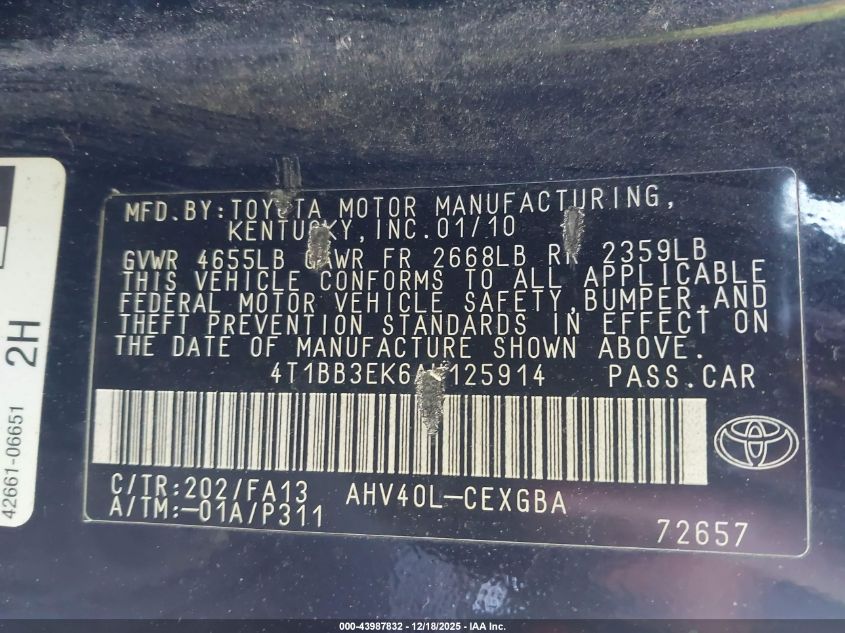 MFD. BY: TOYOTA MOTOR MANUFACTURING,
KENTUCKY, INC. 01/10
GVWR 4655LB GAWR FR 2668LB RR 2359LB
THIS VEHICLE CONFORMS TO ALL APPLICABLE
FEDERAL MOTOR VEHICLE SAFETY, BUMPER, AND
THEFT PREVENTION STANDARDS IN EFFECT ON
THE DATE OF MANUFACTURE SHOWN ABOVE.
PASS. CAR
C/TR: 202/FA13 AHV40L-CEXGBA
A/TM: -01A/P311
72657
2H
42661-06651
000-43987832 - 12/18/2025 - IAA Inc.